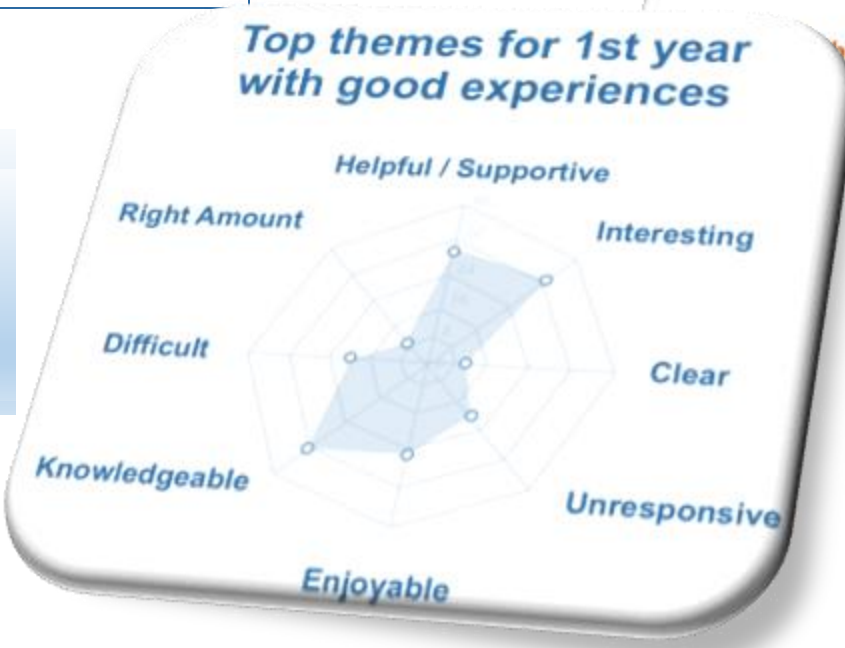 Top themes for 1st year
with good experiences
Helpful / Supportive
Right Amount
Interesting
Difficult
Clear
Knowledgeable
Unresponsive
Enjoyable